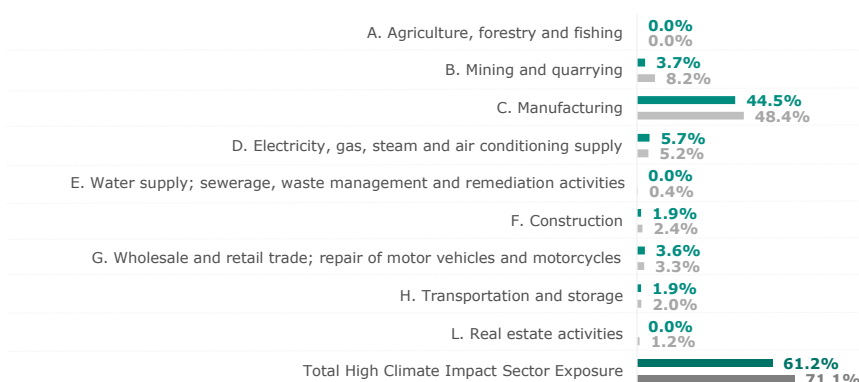 A. Agriculture, forestry and fishing
0.0%
0.0%
B. Mining and quarrying
3.7%
8.2%
C. Manufacturing
44.5%
48.4%
D. Electricity, gas, steam and air conditioning supply
5.7%
5.2%
E. Water supply; sewerage, waste management and remediation activities
0.0%
0.4%
F. Construction
1.9%
2.4%
G. Wholesale and retail trade; repair of motor vehicles and motorcycles
3.6%
3.3%
H. Transportation and storage
1.9%
2.0%
L. Real estate activities
0.0%
1.2%
Total High Climate Impact Sector Exposure
61.2%
71.1%